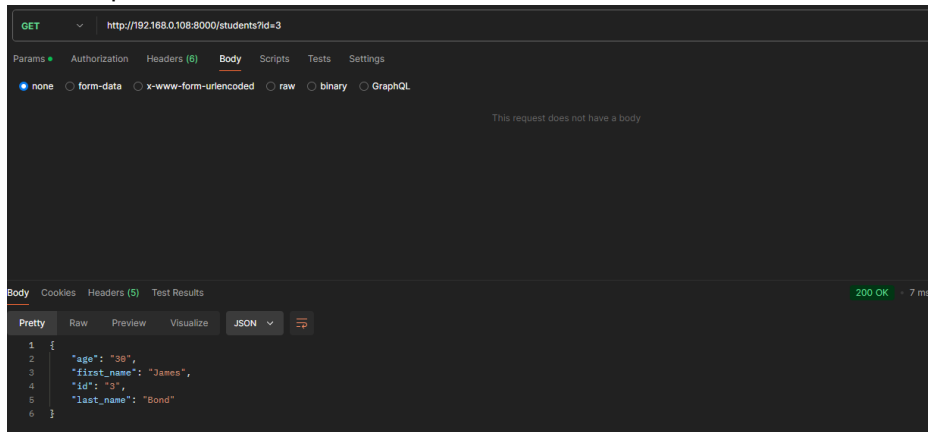 GET http://192.168.0.108:8000/students?id=3
Params Authorization Headers (6) Body Scripts Tests Settings
none form-data x-www-form-urlencoded raw binary GraphQL
This request does not have a body
Body Cookies Headers (5) Test Results 200 OK 7 ms
Pretty Raw Preview Visualize JSON
1 {
2 "age": "30",
3 "first_name": "James",
4 "id": "3",
5 "last_name": "Bond"
6 }